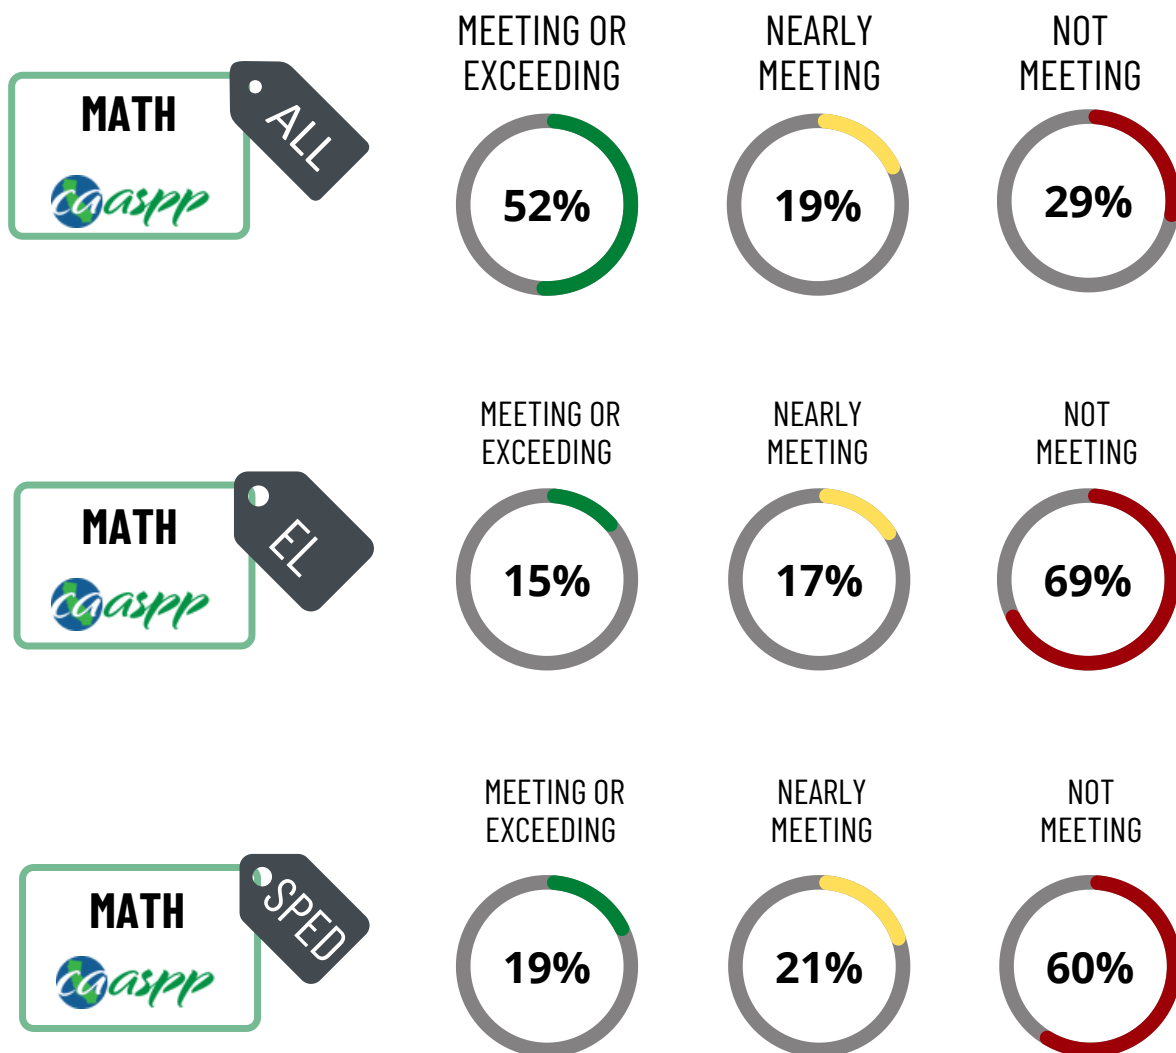 MEETING OR
EXCEEDING
NEARLY
MEETING
NOT
MEETING
MATH
caaspp
ALL
52%
19%
29%
MEETING OR
EXCEEDING
NEARLY
MEETING
NOT
MEETING
MATH
caaspp
EL
15%
17%
69%
MEETING OR
EXCEEDING
NEARLY
MEETING
NOT
MEETING
MATH
caaspp
SPED
19%
21%
60%